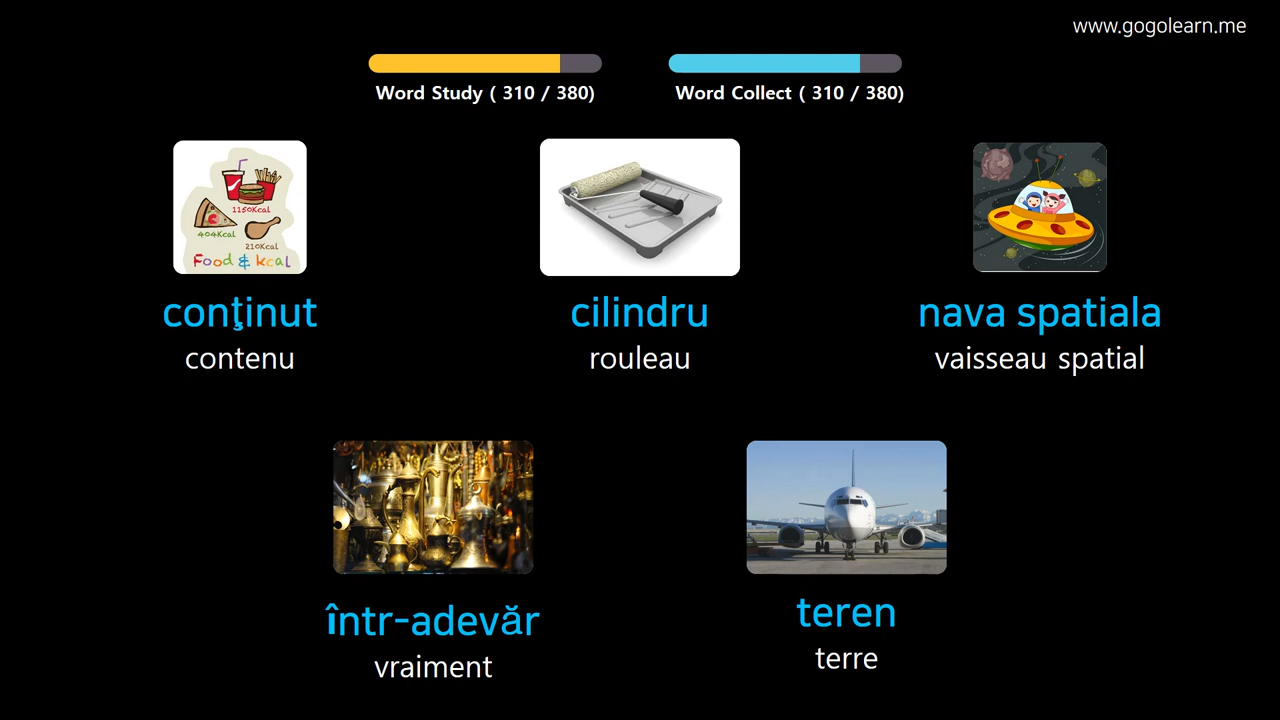 www.gogolearn.me
Word Study ( 310 / 380)
Word Collect ( 310 / 380)
1150Kcal
404Kcal
210Kcal
Food & kcal
conţinut
contenu
cilindru
rouleau
nava spatiala
vaisseau spatial
într-adevăr
vraiment
teren
terre